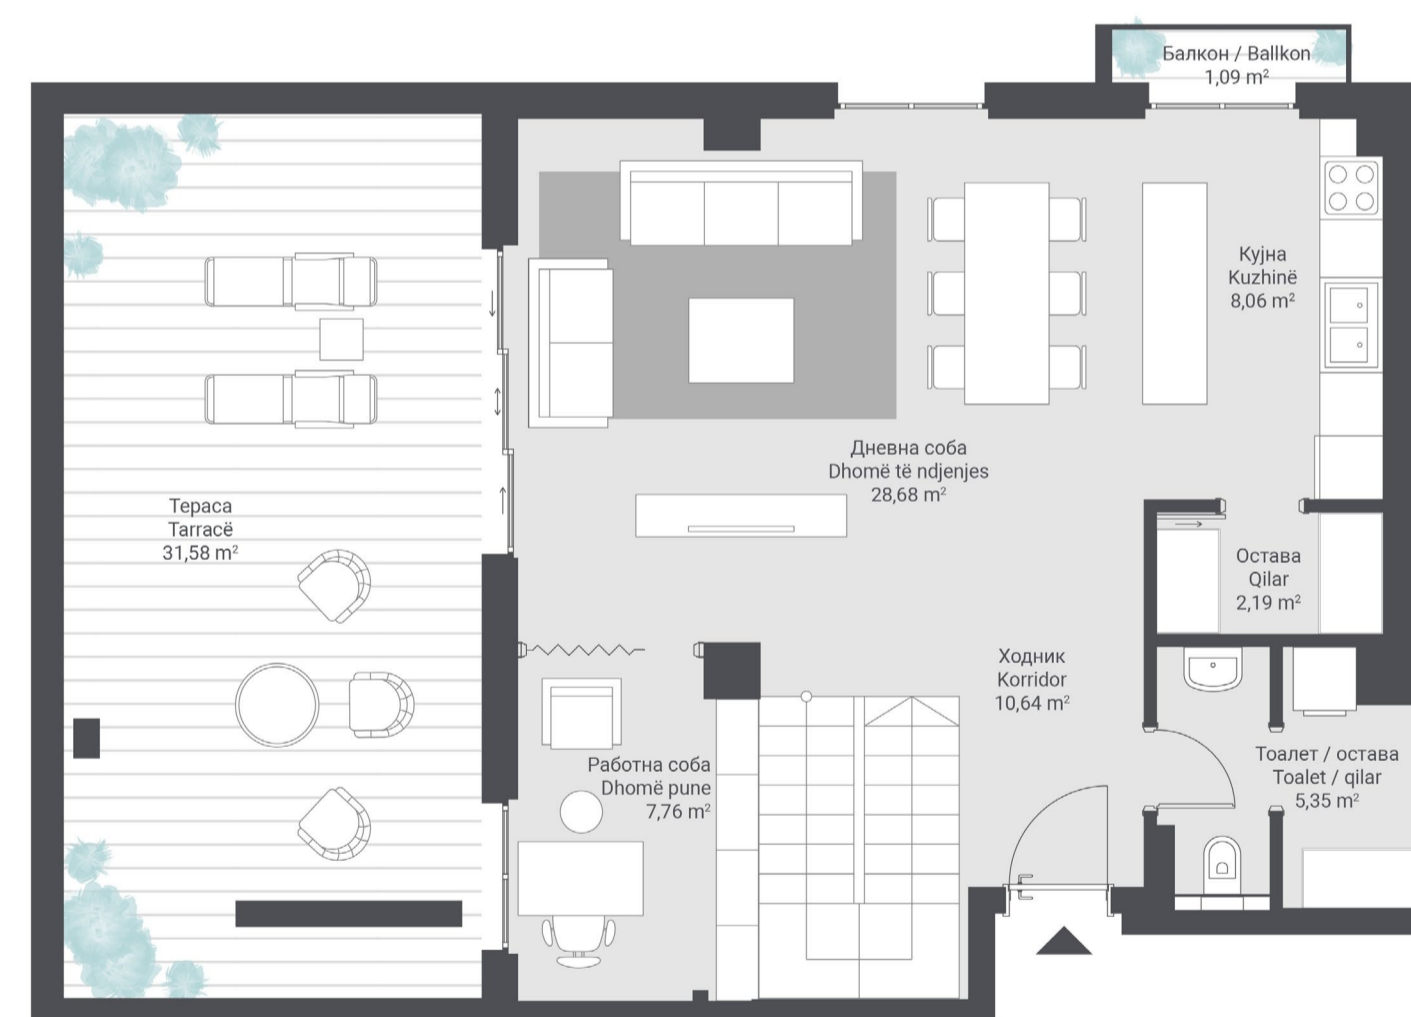 Балкон / Ballkon
1,09 m²
Кујна
Kuzhinë
8,06 m²
Дневна соба
Dhomë të ndjenjes
28,68 m²
Тераса
Tarracë
31,58 m²
Остава
Qilar
2,19 m²
Ходник
Korridor
10,64 m²
Работна соба
Dhomë pune
7,76 m²
Тоалет / остава
Toalet / qilar
5,35 m²